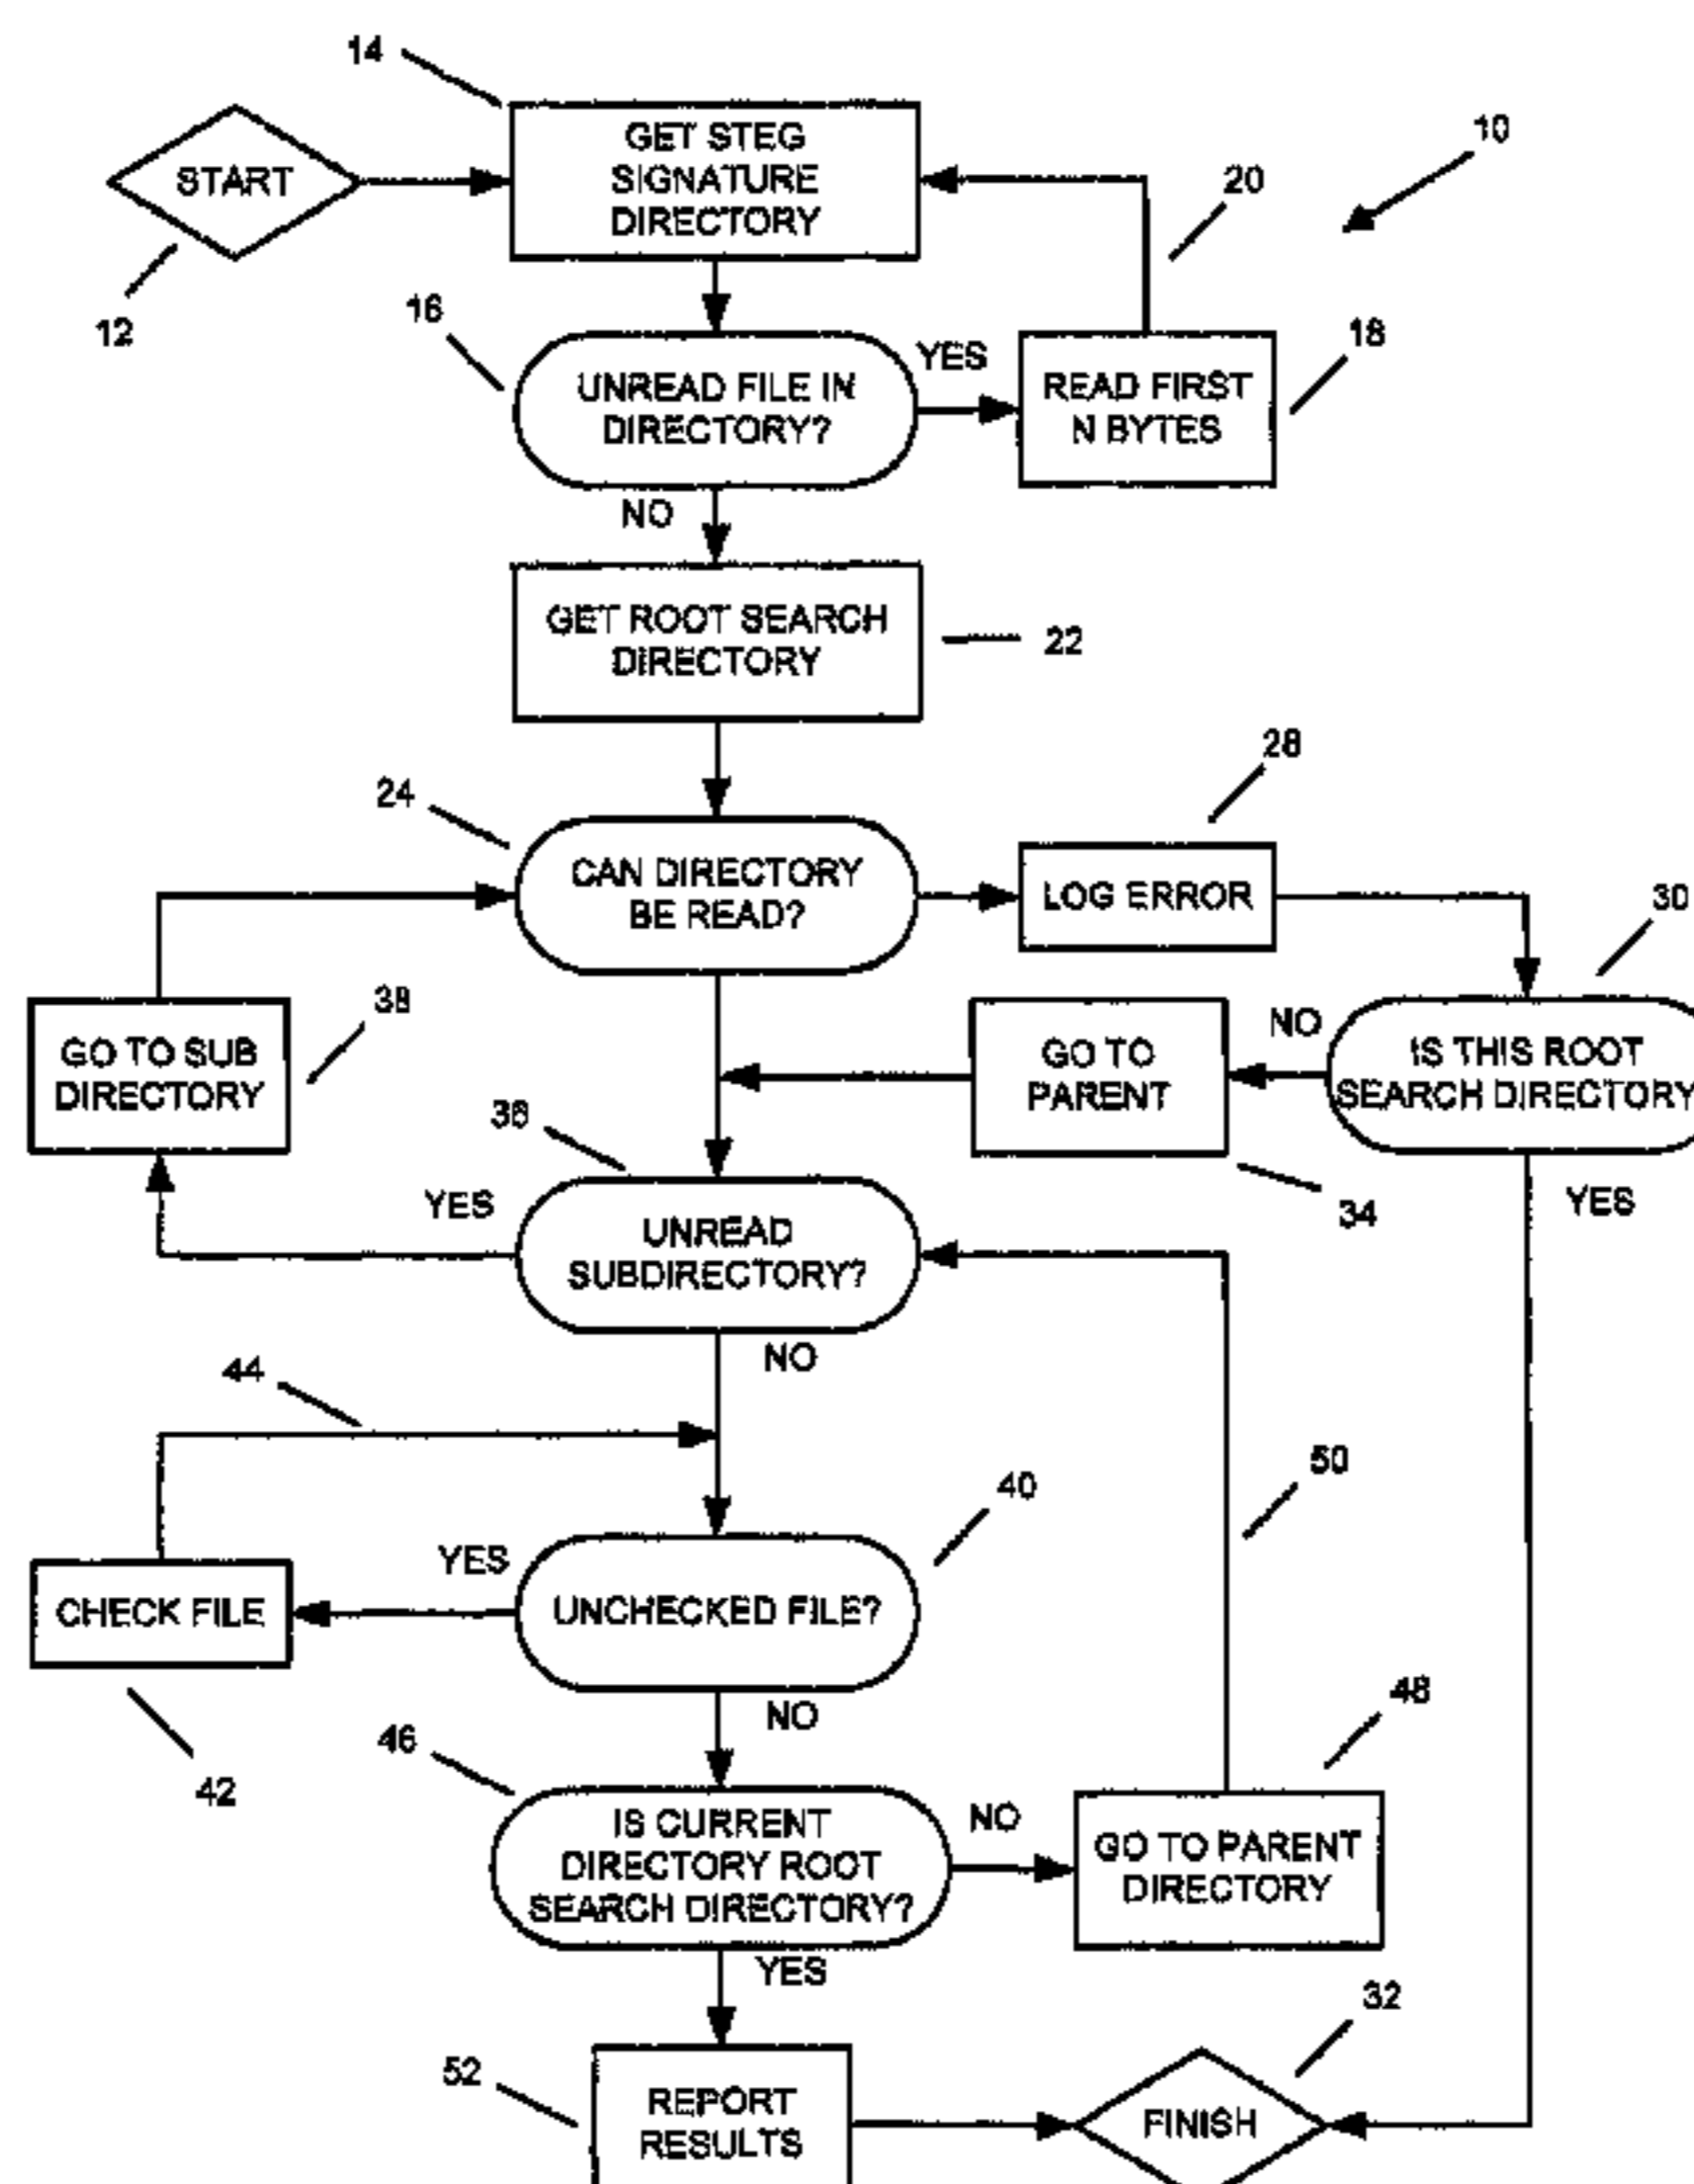 14
START
GET STEG
SIGNATURE
DIRECTORY
10
20
12
16
18
UNREAD FILE IN
DIRECTORY?
YES
READ FIRST
N BYTES
NO
GET ROOT SEARCH
DIRECTORY
22
28
24
CAN DIRECTORY
BE READ?
LOG ERROR
30
38
GO TO SUB
DIRECTORY
GO TO
PARENT
NO
IS THIS ROOT
SEARCH DIRECTORY
36
34
YES
YES
UNREAD
SUBDIRECTORY?
NO
44
50
40
YES
CHECK FILE
UNCHECKED FILE?
42
NO
48
46
IS CURRENT
DIRECTORY ROOT
SEARCH DIRECTORY?
NO
GO TO PARENT
DIRECTORY
YES
32
52
REPORT
RESULTS
FINISH